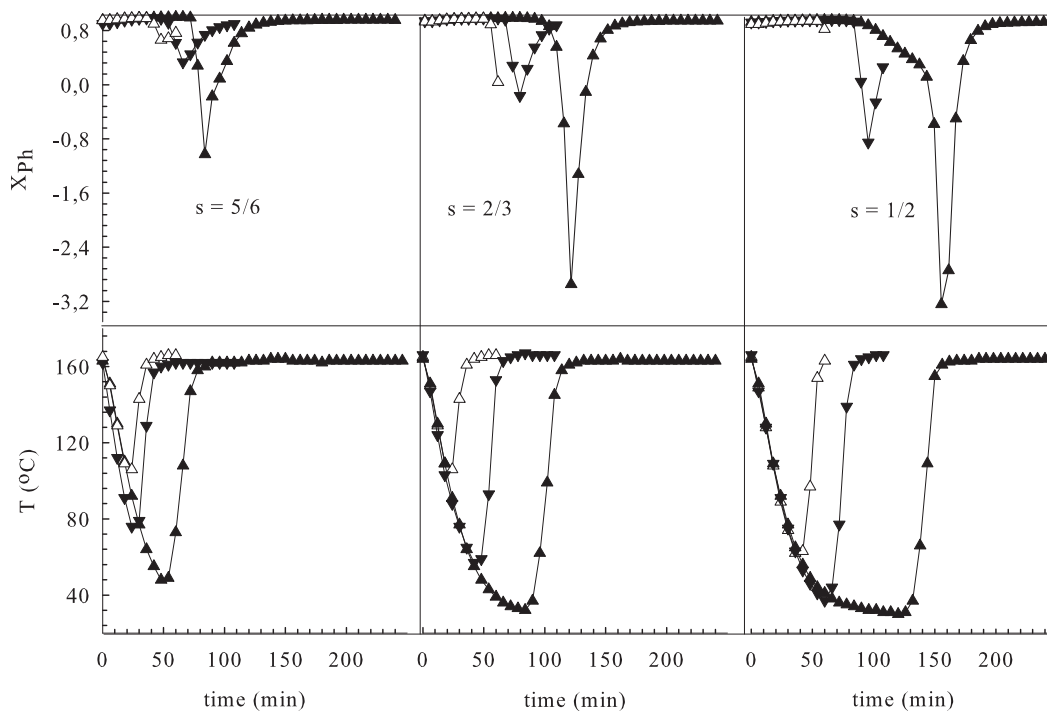 0.8
0.0
-0.8
-1.6
-2,4
-3,2
X_Ph
s = 5/6
s = 2/3
s = 1/2
160
120
80
40
T (°C)
0 50 100 150 200
0 50 100 150 200
0 50 100 150 200
time (min)
time (min)
time (min)